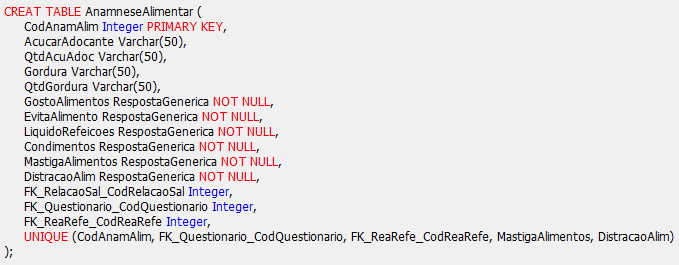 CREAT TABLE AnamneseAlimentar (
CodAnamAlim Integer PRIMARY KEY,
AcucarAdocante Varchar(50),
QtdAcuAdoc Varchar(50),
Gordura Varchar(50),
QtdGordura Varchar(50),
GostoAlimentos RespostaGenerica NOT NULL,
EvitaAlimento RespostaGenerica NOT NULL,
LiquidoRefeicoes RespostaGenerica NOT NULL,
Condimentos RespostaGenerica NOT NULL,
MastigaAlimentos RespostaGenerica NOT NULL,
DistracaoAlim RespostaGenerica NOT NULL,
FK_RelacaoSal_CodRelacaoSal Integer,
FK_Questionario_CodQuestionario Integer,
FK_ReaRefe_CodReaRefe Integer,
UNIQUE (CodAnamAlim, FK_Questionario_CodQuestionario, FK_ReaRefe_CodReaRefe, MastigaAlimentos, DistracaoAlim)
);